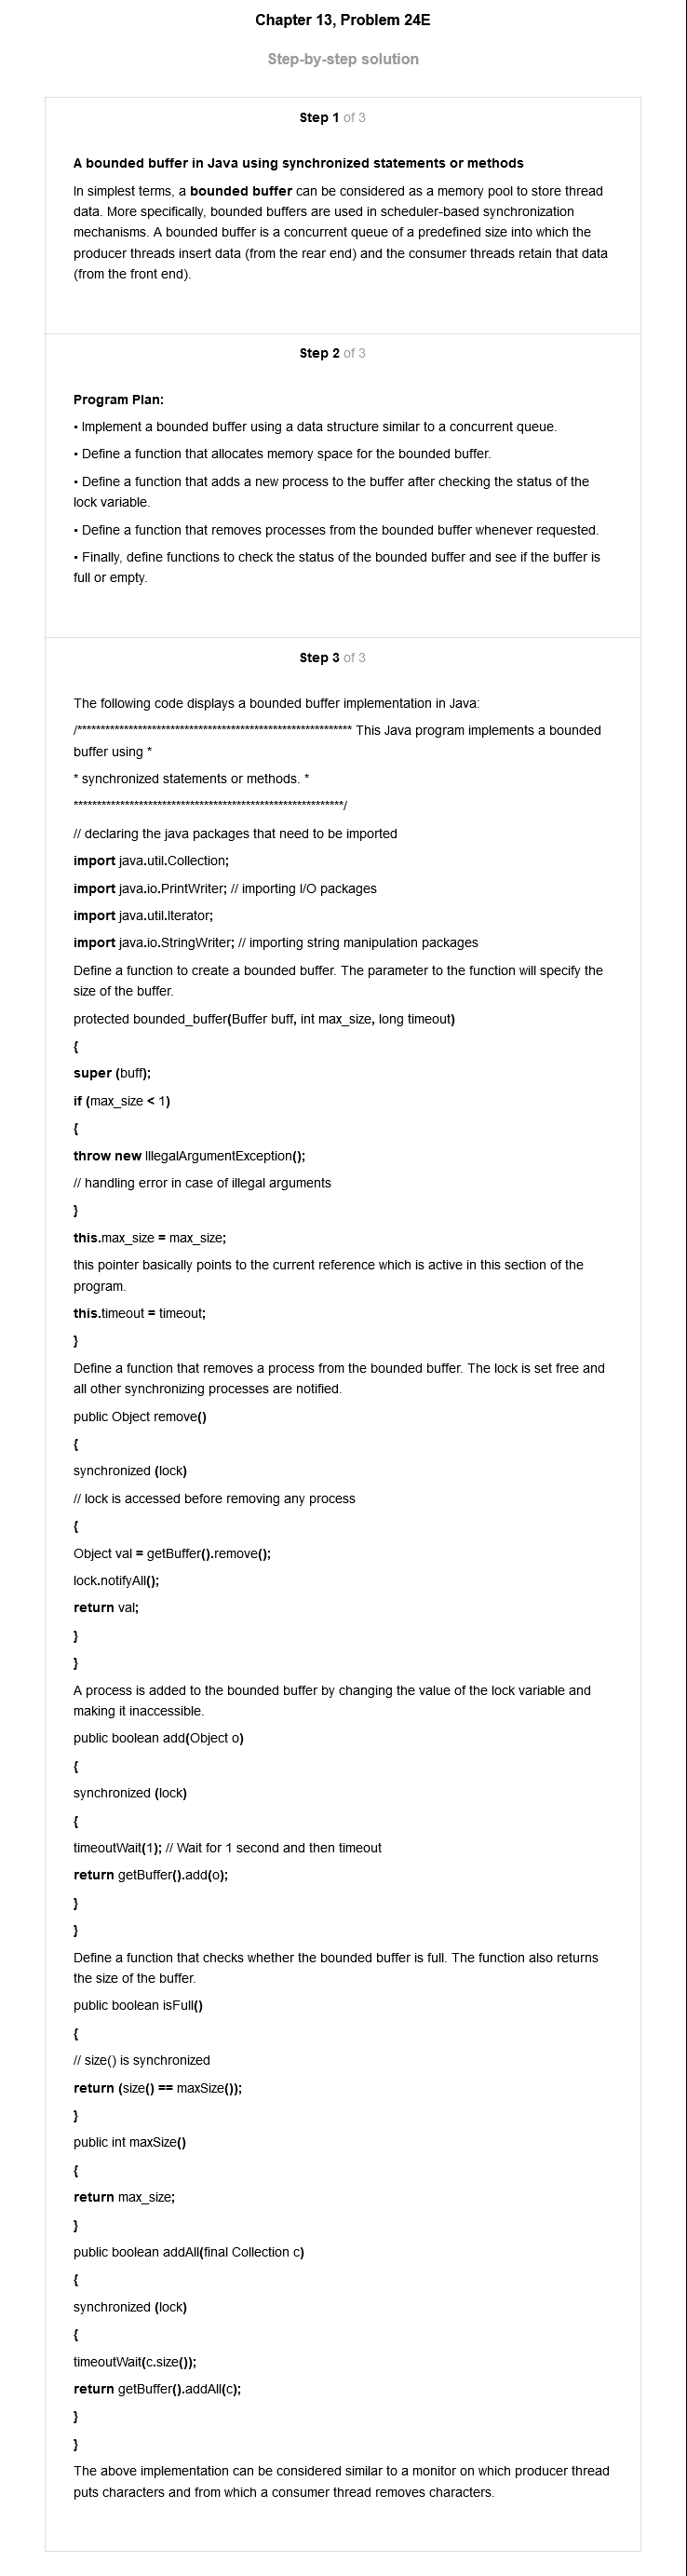 Chapter 13, Problem 24E
Step-by-step solution
Step 1 of 3
A bounded buffer in Java using synchronized statements or methods
In simplest terms, a bounded buffer can be considered as a memory pool to store thread
data. More specifically, bounded buffers are used in scheduler-based synchronization
mechanisms. A bounded buffer is a concurrent queue of a predefined size into which the
producer threads insert data (from the rear end) and the consumer threads retain that data
(from the front end).
Step 2 of 3
Program Plan:
• Implement a bounded buffer using a data structure similar to a concurrent queue.
• Define a function that allocates memory space for the bounded buffer.
• Define a function that adds a new process to the buffer after checking the status of the
lock variable.
• Define a function that removes processes from the bounded buffer whenever requested.
• Finally, define functions to check the status of the bounded buffer and see if the buffer is
full or empty.
Step 3 of 3
The following code displays a bounded buffer implementation in Java:
/*********************************************************** This Java program implements a bounded
buffer using *
* synchronized statements or methods. *
**********************************************************/
// declaring the java packages that need to be imported
import java.util.Collection;
import java.io.PrintWriter; // importing I/O packages
import java.util.Iterator;
import java.io.StringWriter; // importing string manipulation packages
Define a function to create a bounded buffer. The parameter to the function will specify the
size of the buffer.
protected bounded_buffer(Buffer buff, int max_size, long timeout)
{
super (buff);
if (max_size < 1)
{
throw new IllegalArgumentException();
// handling error in case of illegal arguments
}
this.max_size = max_size;
this pointer basically points to the current reference which is active in this section of the
program.
this.timeout = timeout;
}
Define a function that removes a process from the bounded buffer. The lock is set free and
all other synchronizing processes are notified.
public Object remove()
{
synchronized (lock)
// lock is accessed before removing any process
{
Object val = getBuffer().remove();
lock.notifyAll();
return val;
}
}
A process is added to the bounded buffer by changing the value of the lock variable and
making it inaccessible.
public boolean add(Object o)
{
synchronized (lock)
{
timeoutWait(1); // Wait for 1 second and then timeout
return getBuffer().add(o);
}
}
Define a function that checks whether the bounded buffer is full. The function also returns
the size of the buffer.
public boolean isFull()
{
// size() is synchronized
return (size() == maxSize());
}
public int maxSize()
{
return max_size;
}
public boolean addAll(final Collection c)
{
synchronized (lock)
{
timeoutWait(c.size());
return getBuffer().addAll(c);
}
}
The above implementation can be considered similar to a monitor on which producer thread
puts characters and from which a consumer thread removes characters.